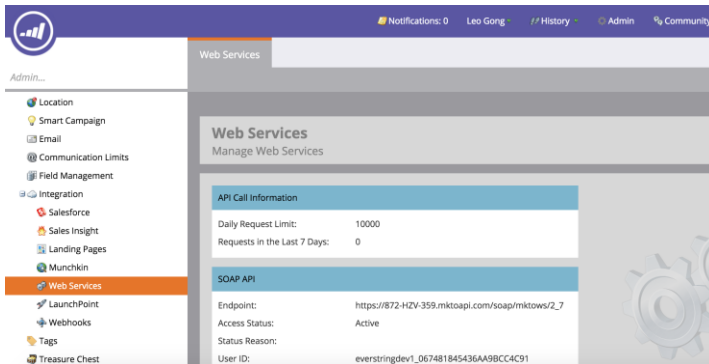 Notifications: 0 Leo Gong History Admin Community
Web Services
Admin...
Location
Smart Campaign
Email
Communication Limits
Field Management
Integration
Salesforce
Sales Insight
Landing Pages
Munchkin
Web Services
LaunchPoint
Webhooks
Tags
Treasure Chest
Web Services
Manage Web Services
API Call Information
Daily Request Limit: 10000
Requests in the Last 7 Days: 0
SOAP API
Endpoint: https://872-HZV-359.mktoapi.com/soap/mktows/2_7
Access Status: Active
Status Reason:
User ID: everstringdev1_067481845436AA9BCC4C91